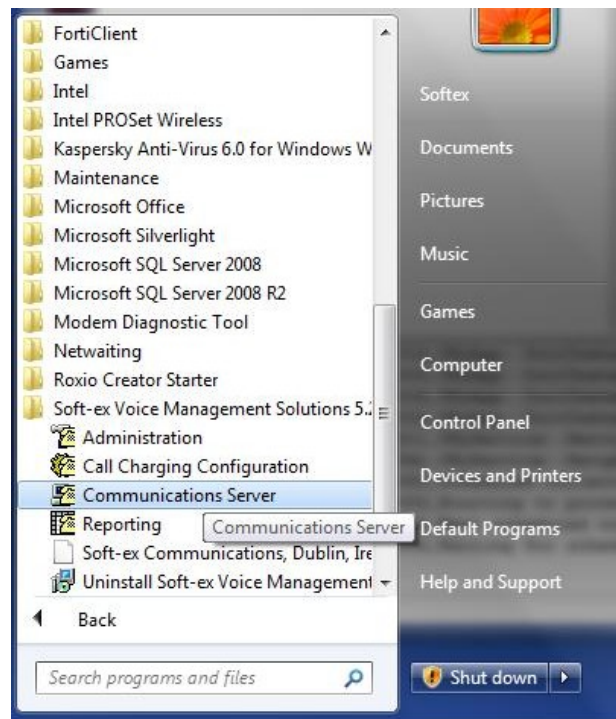 FortiClient
Games
Intel
Intel PROSet Wireless
Kaspersky Anti-Virus 6.0 for Windows W
Maintenance
Microsoft Office
Microsoft Silverlight
Microsoft SQL Server 2008
Microsoft SQL Server 2008 R2
Modem Diagnostic Tool
Netwaiting
Roxio Creator Starter
Soft-ex Voice Management Solutions 5.2
Administration
Call Charging Configuration
Communications Server
Reporting
Communications Server
Soft-ex Communications, Dublin, Ire
Uninstall Soft-ex Voice Management
Back
Search programs and files
Softex
Documents
Pictures
Music
Games
Computer
Control Panel
Devices and Printers
Default Programs
Help and Support
Shut down